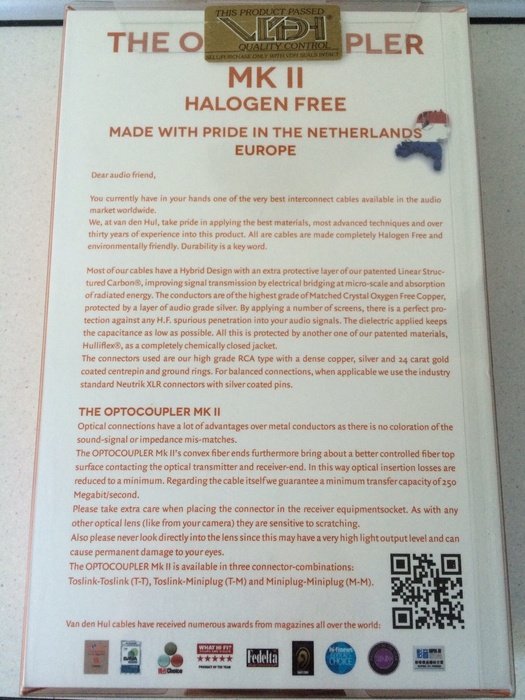 THIS PRODUCT PASSED
VDH
QUALITY CONTROL
THE O PLER
MK II
HALOGEN FREE
MADE WITH PRIDE IN THE NETHERLANDS
EUROPE
Dear audio friend,
You currently have in your hands one of the very best interconnect cables available in the audio
market worldwide.
We, at van den Hul, take pride in applying the best materials, most advanced techniques and over
thirty years of experience into this product. All are cables are made completely Halogen Free and
environmentally friendly. Durability is a key word.
Most of our cables have a Hybrid Design with an extra protective layer of our patented Linear Struc-
tured Carbon®, improving signal transmission by electrical bridging at micro-scale and absorption
of radiated energy. The conductors are of the highest grade of Matched Crystal Oxygen Free Copper,
protected by a layer of audio grade silver. By applying a number of screens, there is a perfect pro-
tection against any H.F. spurious penetration into your audio signals. The dielectric applied keeps
the capacitance as low as possible. All this is protected by another one of our patented materials,
Hulliflex®, as a completely chemically closed jacket.
The connectors used are our high grade RCA type with a dense copper, silver and 24 carat gold
coated centrepin and ground rings. For balanced connections, when applicable we use the industry
standard Neutrik XLR connectors with silver coated pins.
THE OPTOCOUPLER MK II
Optical connections have a lot of advantages over metal conductors as there is no coloration of the
sound-signal or impedance mis-matches.
The OPTOCOUPLER Mk II's convex fiber ends furthermore bring about a better controlled fiber top
surface contacting the optical transmitter and receiver-end. In this way optical insertion losses are
reduced to a minimum. Regarding the cable itself we guarantee a minimum transfer capacity of 250
Megabit/second.
Please take extra care when placing the connector in the receiver equipmentsocket. As with any
other optical lens (like from your camera) they are sensitive to scratching.
Also please never look directly into the lens since this may have a very high light output level and can
cause permanent damage to your eyes.
The OPTOCOUPLER Mk II is available in three connector-combinations:
Toslink-Toslink (T-T), Toslink-Miniplug (T-M) and Miniplug-Miniplug (M-M).
Van den Hul cables have received numerous awards from magazines all over the world:
WHAT HI FI?
Fedelta
hi-fi news
CHOICE